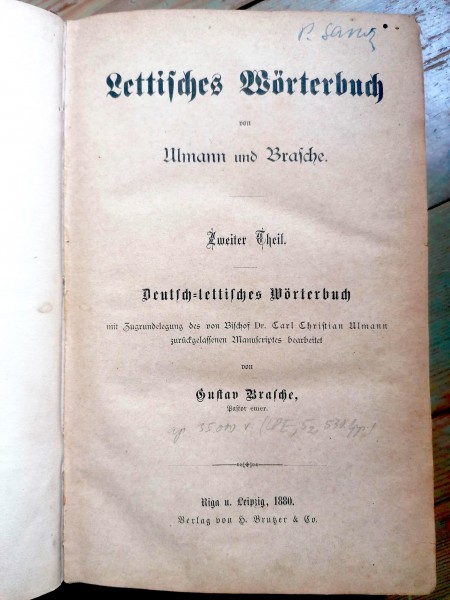 Lettisches Wörterbuch
von
Ulmann und Brasche.
Zweiter Theil.
Deutsch=lettisches Wörterbuch
mit Zugrundelegung des von Bischof Dr. Carl Christian Ulmann
zurückgelassenen Manuscriptes bearbeitet
von
Gustav Brasche,
Pastor emer.
Riga u. Leipzig, 1880.
Verlag von H. Brutzer & Co.